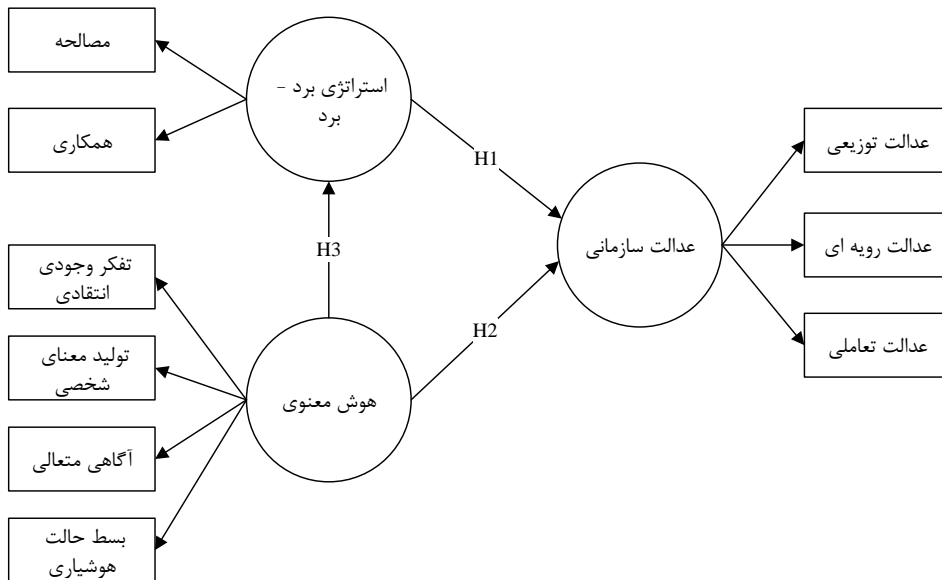 مصالحه
همکاری
استراتژی برد -
برد
H1
H3
H2
عدالت سازمانی
عدالت توزیعی
عدالت رویه ای
عدالت تعاملی
هوش معنوی
تفکر وجودی
انتقادی
تولید معنای
شخصی
آگاهی متعالی
بسط حالت
هوشیاری